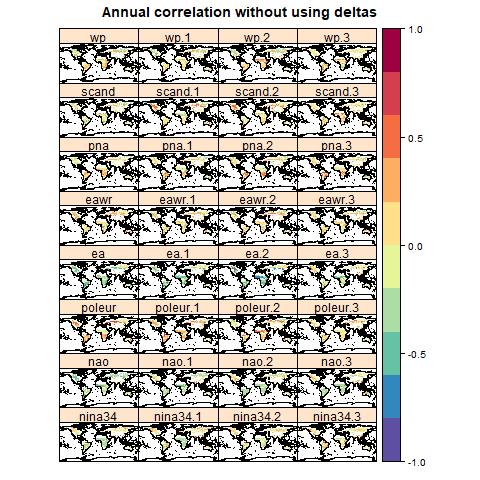 Annual correlation without using deltas
wp wp.1 wp.2 wp.3
scand scand.1 scand.2 scand.3
pna pna.1 pna.2 pna.3
eawr eawr.1 eawr.2 eawr.3
ea ea.1 ea.2 ea.3
poleur poleur.1 poleur.2 poleur.3
nao nao.1 nao.2 nao.3
nina34 nina34.1 nina34.2 nina34.3
1.0
0.5
0.0
-0.5
-1.0